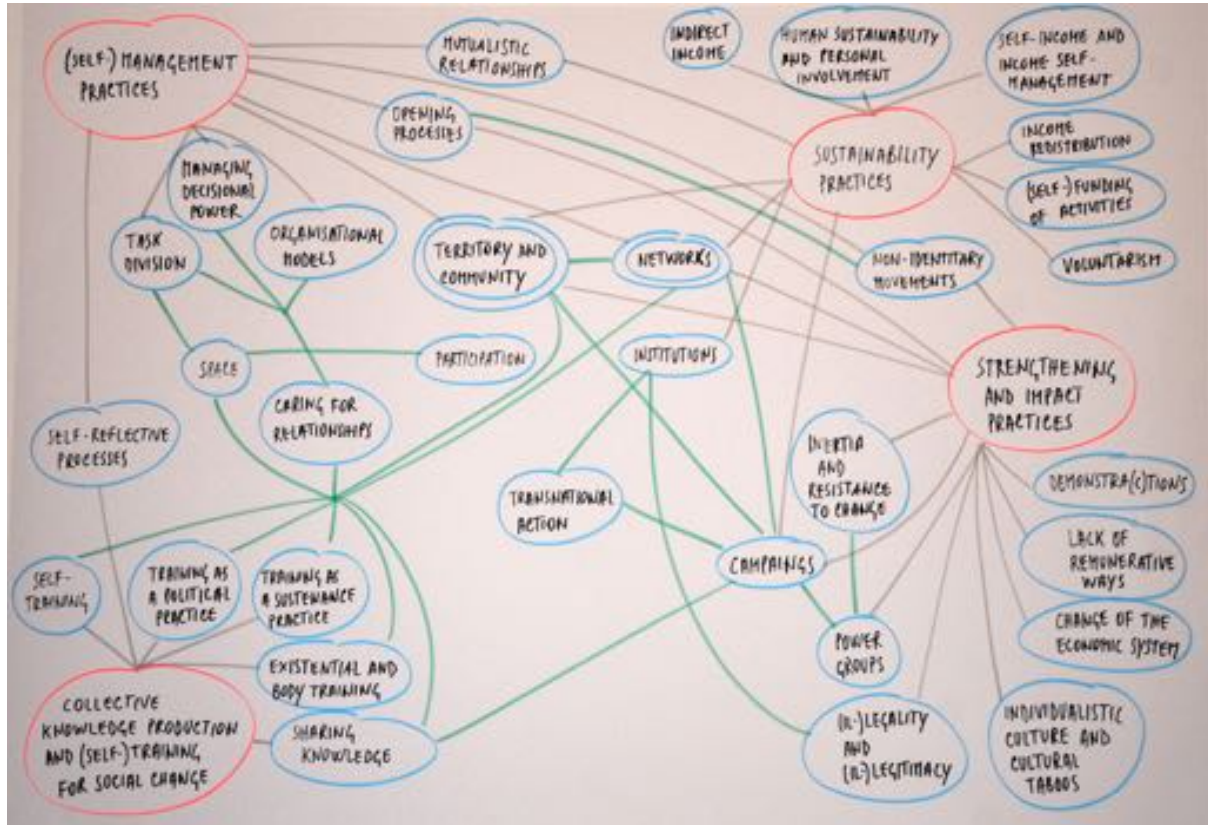 (SELF-) MANAGEMENT
PRACTICES
MUTUALISTIC
RELATIONSHIPS
INDIRECT
INCOME
HUMAN SUSTAINABILITY
AND PERSONAL
INVOLVEMENT
SELF-INCOME AND
INCOME SELF-
MANAGEMENT
OPENING
PROCESSES
SUSTAINABILITY
PRACTICES
INCOME
REDISTRIBUTION
(SELF-) FUNDING
OF ACTIVITIES
VOLUNTARISM
MANAGING
DECISIONAL
POWER
TASK
DIVISION
ORGANISATIONAL
MODELS
TERRITORY AND
COMMUNITY
NETWORKS
NON-IDENTITARY
MOVEMENTS
SPACE
PARTICIPATION
INSTITUTIONS
STRENGTHENING
AND IMPACT
PRACTICES
CARING FOR
RELATIONSHIPS
SELF-REFLECTIVE
PROCESSES
INERTIA
AND
RESISTANCE
TO CHANGE
TRANSNATIONAL
ACTION
DEMONSTRA(C)TIONS
LACK OF
REMUNERATIVE
WAYS
CAMPAINGS
SELF-
TRAINING
TRAINING AS
A POLITICAL
PRACTICE
TRAINING AS
A SUSTENANCE
PRACTICE
CHANGE OF THE
ECONOMIC SYSTEM
POWER
GROUPS
EXISTENTIAL AND
BODY TRAINING
COLLECTIVE
KNOWLEDGE PRODUCTION
AND (SELF-) TRAINING
FOR SOCIAL CHANGE
SHARING
KNOWLEDGE
(IL-)LEGALITY
AND
(IL-)LEGITIMACY
INDIVIDUALISTIC
CULTURE AND
CULTURAL
TABOOS